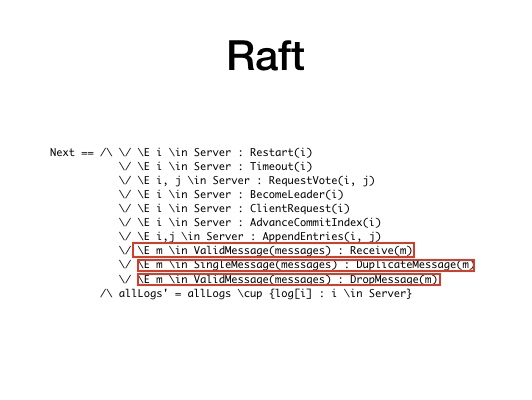 Raft
Next == /\ \/ \E i \in Server : Restart(i)
\/ \E i \in Server : Timeout(i)
\/ \E i, j \in Server : RequestVote(i, j)
\/ \E i \in Server : BecomeLeader(i)
\/ \E i \in Server : ClientRequest(i)
\/ \E i \in Server : AdvanceCommitIndex(i)
\/ \E i,j \in Server : AppendEntries(i, j)
\/ \E m \in ValidMessage(messages) : Receive(m)
\/ \E m \in SingleMessage(messages) : DuplicateMessage(m)
\/ \E m \in ValidMessage(messages) : DropMessage(m)
/\ allLogs' = allLogs \cup {log[i] : i \in Server}